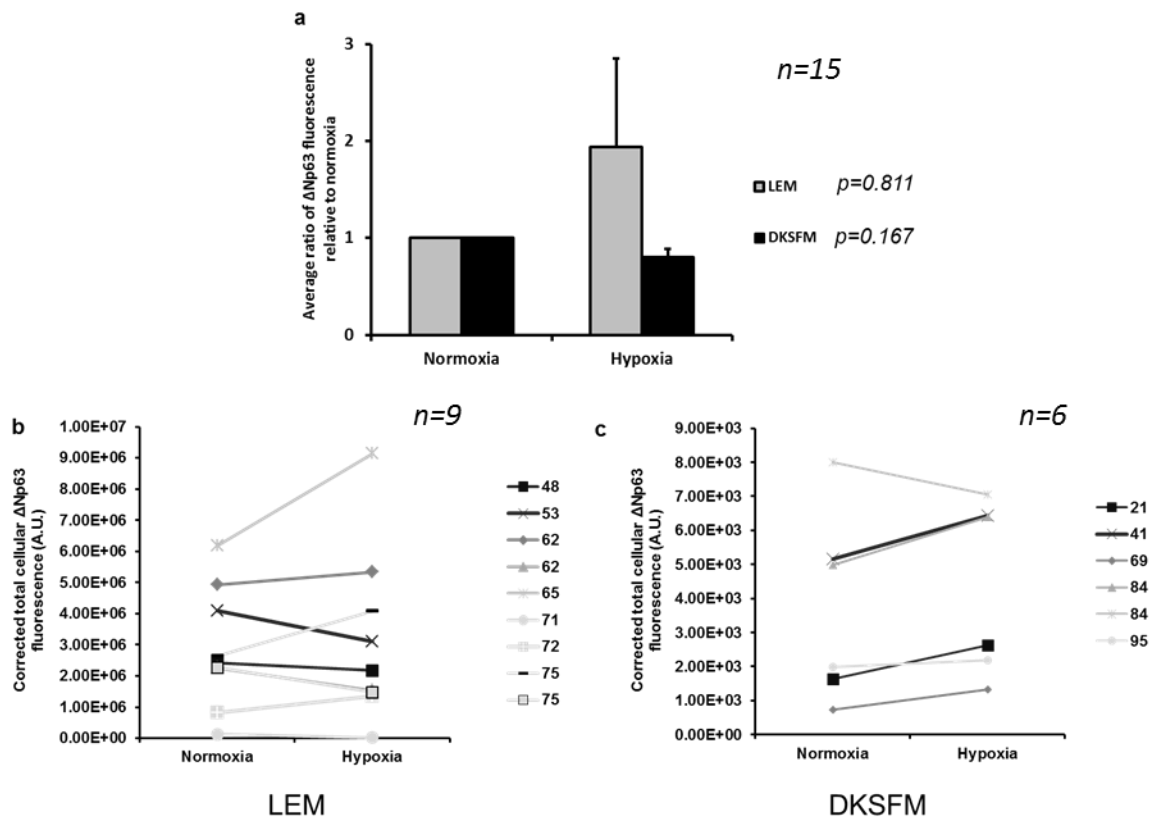 a
Average ratio of ΔNp63 fluorescence
relative to normoxia
3
2
1
0
Normoxia
Hypoxia
n=15
LEM p=0.811
DKSFM p=0.167
b
n=9
Corrected total cellular ΔNp63
fluorescence (A.U.)
1.00E+07
9.00E+06
8.00E+06
7.00E+06
6.00E+06
5.00E+06
4.00E+06
3.00E+06
2.00E+06
1.00E+06
0.00E+00
Normoxia
Hypoxia
48
53
62
62
65
71
72
75
75
LEM
c
n=6
Corrected total cellular ΔNp63
fluorescence (A.U.)
9.00E+03
8.00E+03
7.00E+03
6.00E+03
5.00E+03
4.00E+03
3.00E+03
2.00E+03
1.00E+03
0.00E+00
Normoxia
Hypoxia
21
41
69
84
84
95
DKSFM